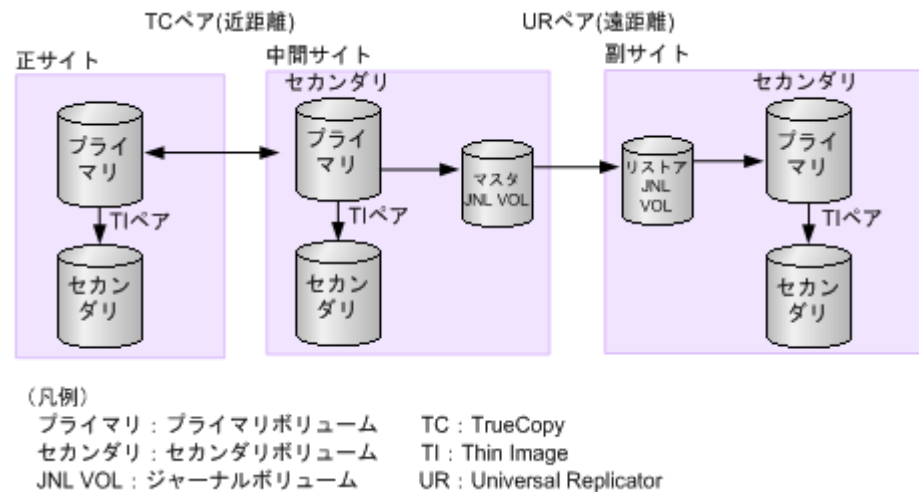 TCペア(近距離)
URペア(遠距離)
正サイト
中間サイト
副サイト
セカンダリ
セカンダリ
プライ
マリ
プライ
マリ
マスタ
JNL VOL
リストア
JNL
VOL
プライ
マリ
TIペア
TIペア
TIペア
セカン
ダリ
セカン
ダリ
セカン
ダリ
(凡例)
プライマリ：プライマリボリューム
TC：TrueCopy
セカンダリ：セカンダリボリューム
TI：Thin Image
JNL VOL：ジャーナルボリューム
UR：Universal Replicator